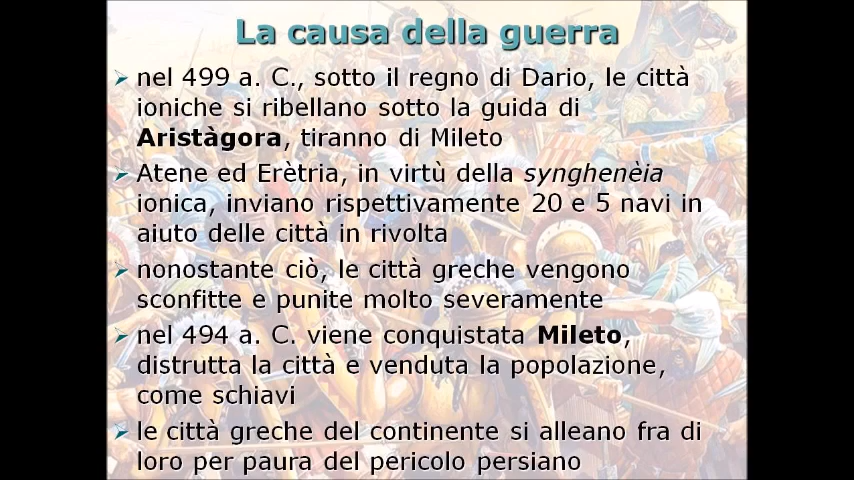 La causa della guerra
nel 499 a. C., sotto il regno di Dario, le città
ioniche si ribellano sotto la guida di
Aristàgora, tiranno di Mileto
Atene ed Erètria, in virtù della synghenèia
ionica, inviano rispettivamente 20 e 5 navi in
aiuto delle città in rivolta
nonostante ciò, le città greche vengono
sconfitte e punite molto severamente
nel 494 a. C. viene conquistata Mileto,
distrutta la città e venduta la popolazione,
come schiavi
le città greche del continente si alleano fra di
loro per paura del pericolo persiano